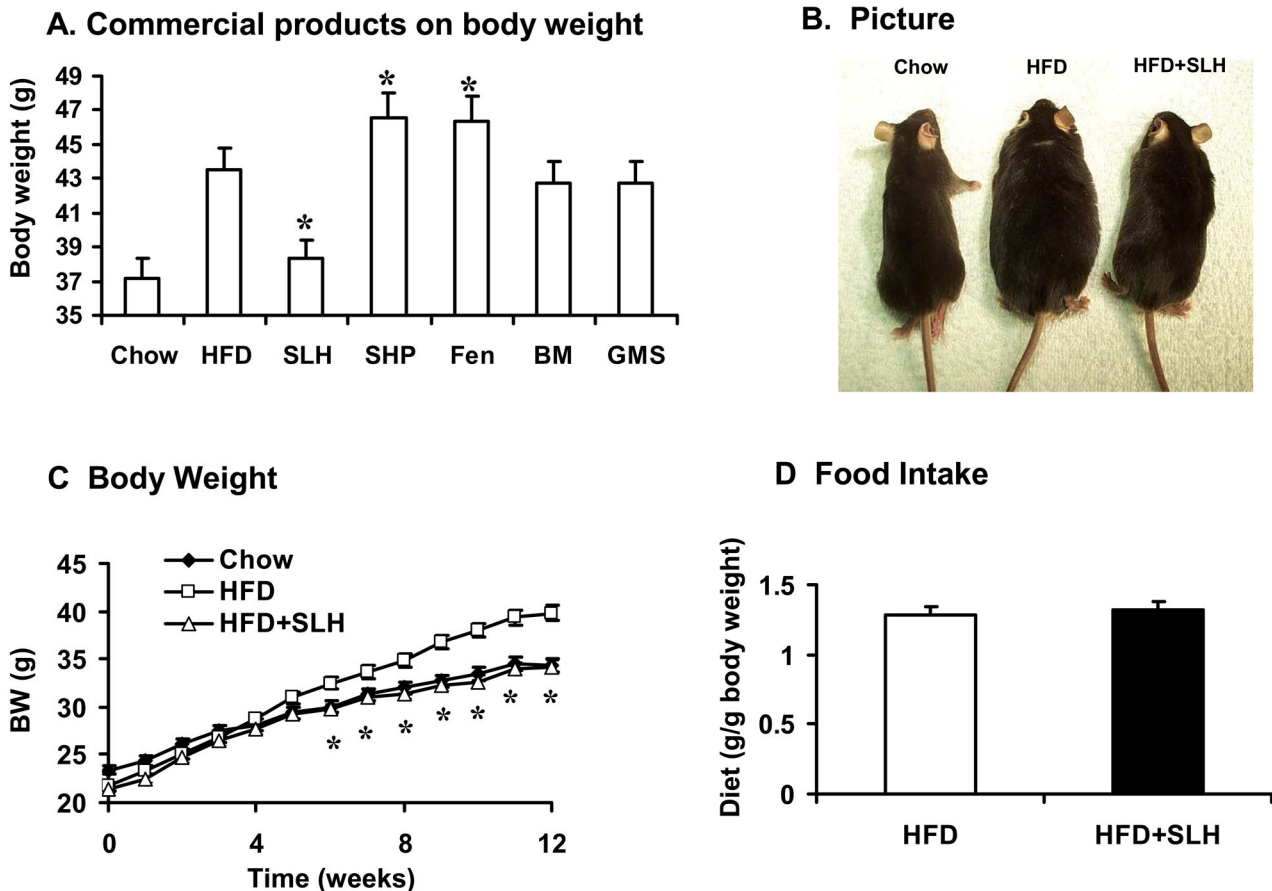 A. Commercial products on body weight
Body weight (g)
49
47
45
43
41
39
37
35
* * * 
Chow HFD SLH SHP Fen BM GMS
B. Picture
Chow HFD HFD+SLH
C Body Weight
BW (g)
45
40
35
30
25
20
Chow
HFD
HFD+SLH
* * * * * * *
0 4 8 12
Time (weeks)
D Food Intake
Diet (g/g body weight)
1.5
1
0.5
0
HFD HFD+SLH